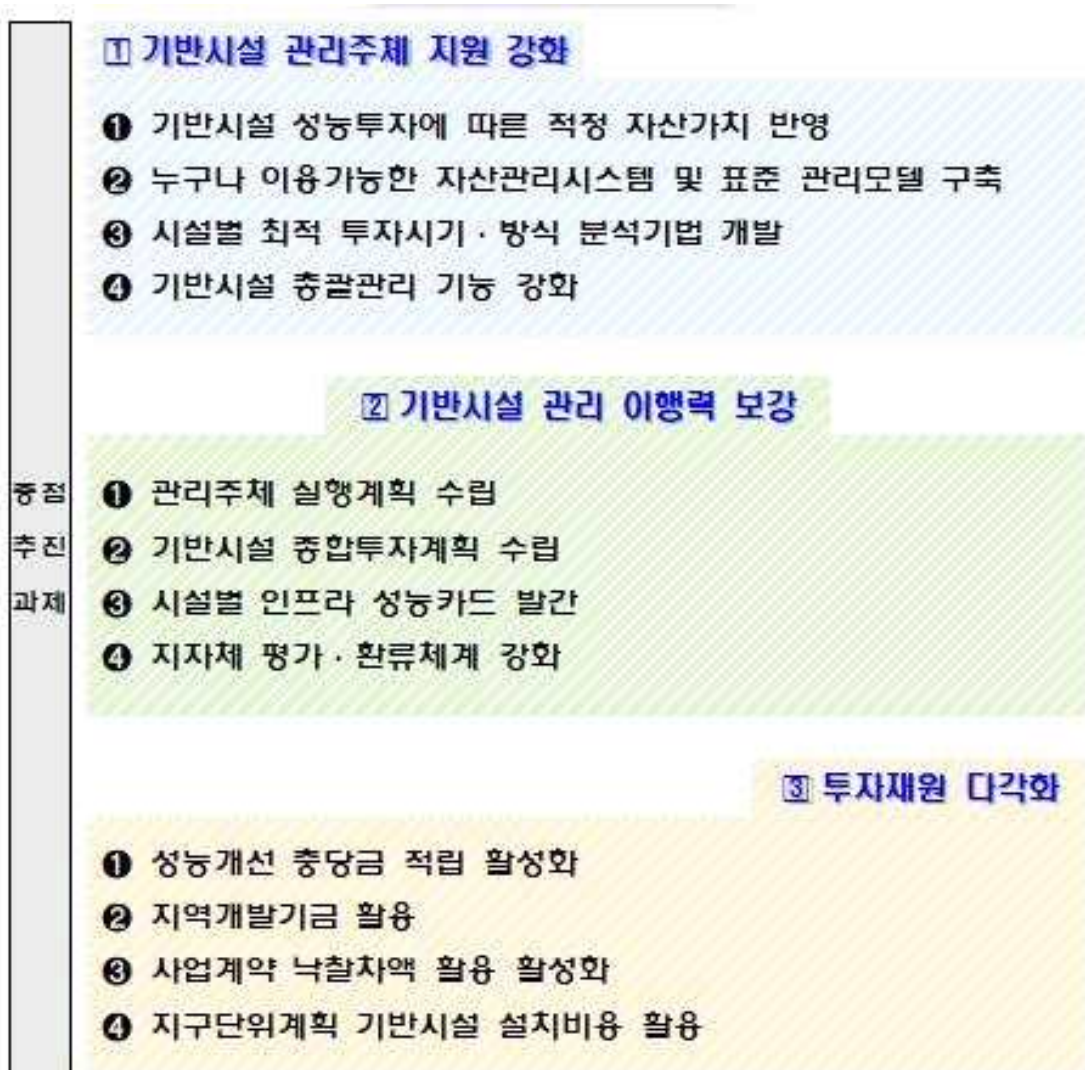 1 기반시설 관리주체 지원 강화
❶ 기반시설 성능투자에 따른 적정 자산가치 반영
❷ 누구나 이용가능한 자산관리시스템 및 표준 관리모델 구축
❸ 시설별 최적 투자시기·방식 분석기법 개발
❹ 기반시설 총괄관리 기능 강화
2 기반시설 관리 이행력 보강
중점
추진
과제
❶ 관리주체 실행계획 수립
❷ 기반시설 종합투자계획 수립
❸ 시설별 인프라 성능카드 발간
❹ 지자체 평가·환류체계 강화
3 투자재원 다각화
❶ 성능개선 충당금 적립 활성화
❷ 지역개발기금 활용
❸ 사업계약 낙찰차액 활용 활성화
❹ 지구단위계획 기반시설 설치비용 활용